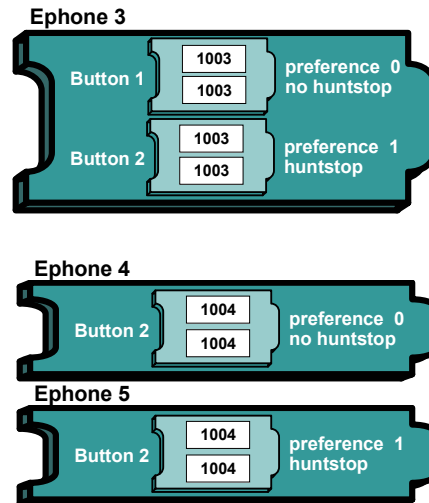 Ephone 3
Button 1
1003
1003
preference 0
no huntstop
Button 2
1003
1003
preference 1
huntstop
Ephone 4
Button 2
1004
1004
preference 0
no huntstop
Ephone 5
Button 2
1004
1004
preference 1
huntstop